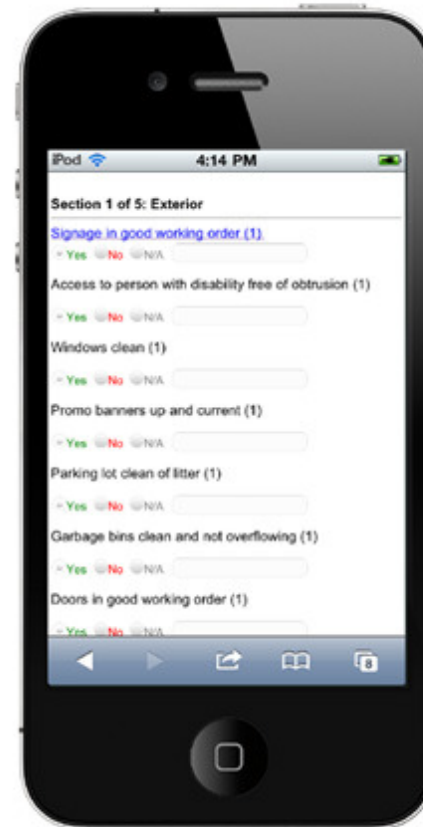 iPod 4:14 PM
Section 1 of 5: Exterior
Signage in good working order (1)
Yes No N/A
Access to person with disability free of obtrusion (1)
Yes No N/A
Windows clean (1)
Yes No N/A
Promo banners up and current (1)
Yes No N/A
Parking lot clean of litter (1)
Yes No N/A
Garbage bins clean and not overflowing (1)
Yes No N/A
Doors in good working order (1)
Yes No N/A
8